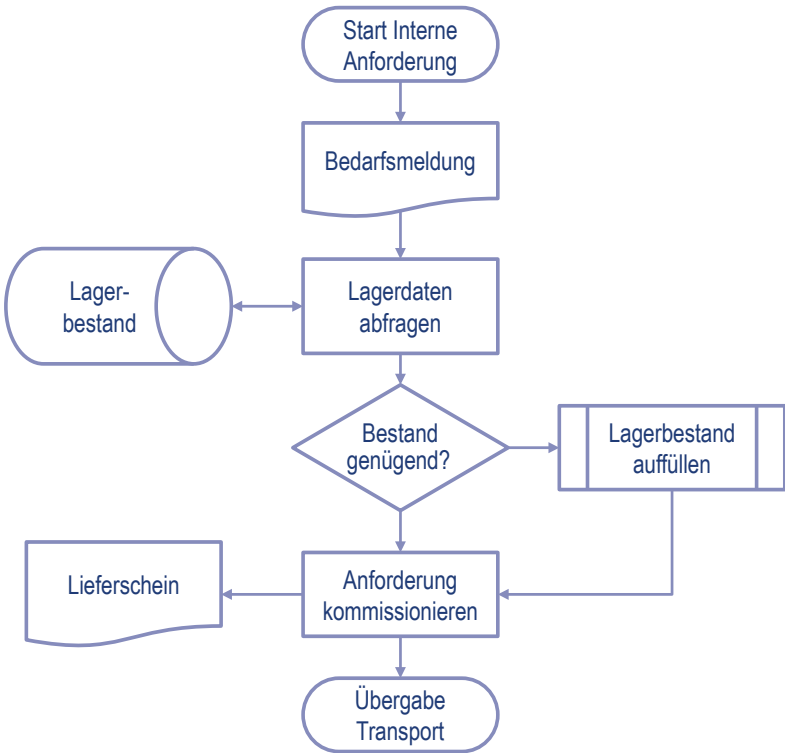 Start Interne
Anforderung
Bedarfsmeldung
Lager-
bestand
Lagerdaten
abfragen
Bestand
genügend?
Lagerbestand
auffüllen
Lieferschein
Anforderung
kommissionieren
Übergabe
Transport